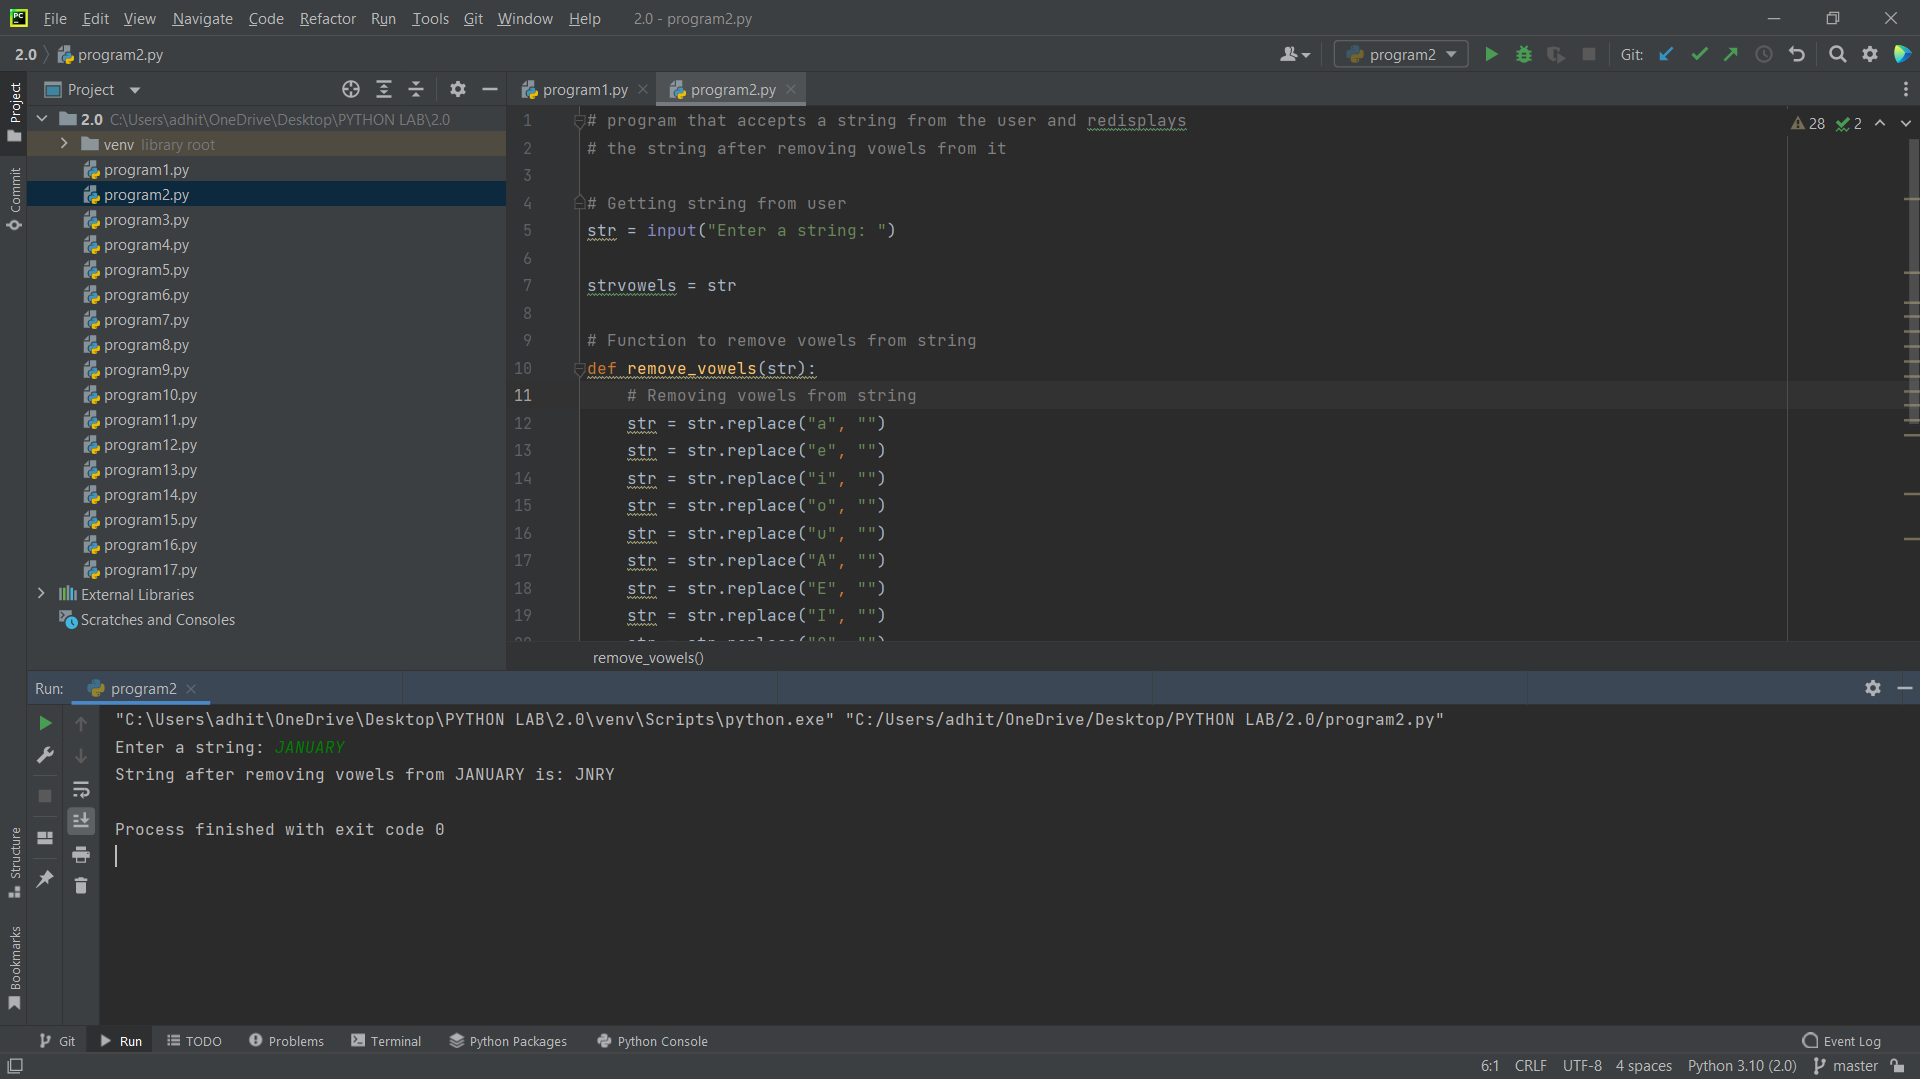 File Edit View Navigate Code Refactor Run Tools Git Window Help 2.0 - program2.py
2.0 program2.py
program2 Git:
Project
program1.py program2.py
2.0 C:\Users\adhit\OneDrive\Desktop\PYTHON LAB\2.0
venv library root
program1.py
program2.py
program3.py
program4.py
program5.py
program6.py
program7.py
program8.py
program9.py
program10.py
program11.py
program12.py
program13.py
program14.py
program15.py
program16.py
program17.py
External Libraries
Scratches and Consoles
Project
Commit
Structure
Bookmarks
1 # program that accepts a string from the user and redisplays
2 # the string after removing vowels from it
3
4 # Getting string from user
5 str = input("Enter a string: ")
6
7 strvowels = str
8
9 # Function to remove vowels from string
10 def remove_vowels(str):
11 # Removing vowels from string
12 str = str.replace("a", "")
13 str = str.replace("e", "")
14 str = str.replace("i", "")
15 str = str.replace("o", "")
16 str = str.replace("u", "")
17 str = str.replace("A", "")
18 str = str.replace("E", "")
19 str = str.replace("I", "")
28 2
remove_vowels()
Run: program2
"C:\Users\adhit\OneDrive\Desktop\PYTHON LAB\2.0\venv\Scripts\python.exe" "C:/Users/adhit/OneDrive/Desktop/PYTHON LAB/2.0/program2.py"
Enter a string: JANUARY
String after removing vowels from JANUARY is: JNRY
Process finished with exit code 0
Git Run TODO Problems Terminal Python Packages Python Console Event Log
6:1 CRLF UTF-8 4 spaces Python 3.10 (2.0) master